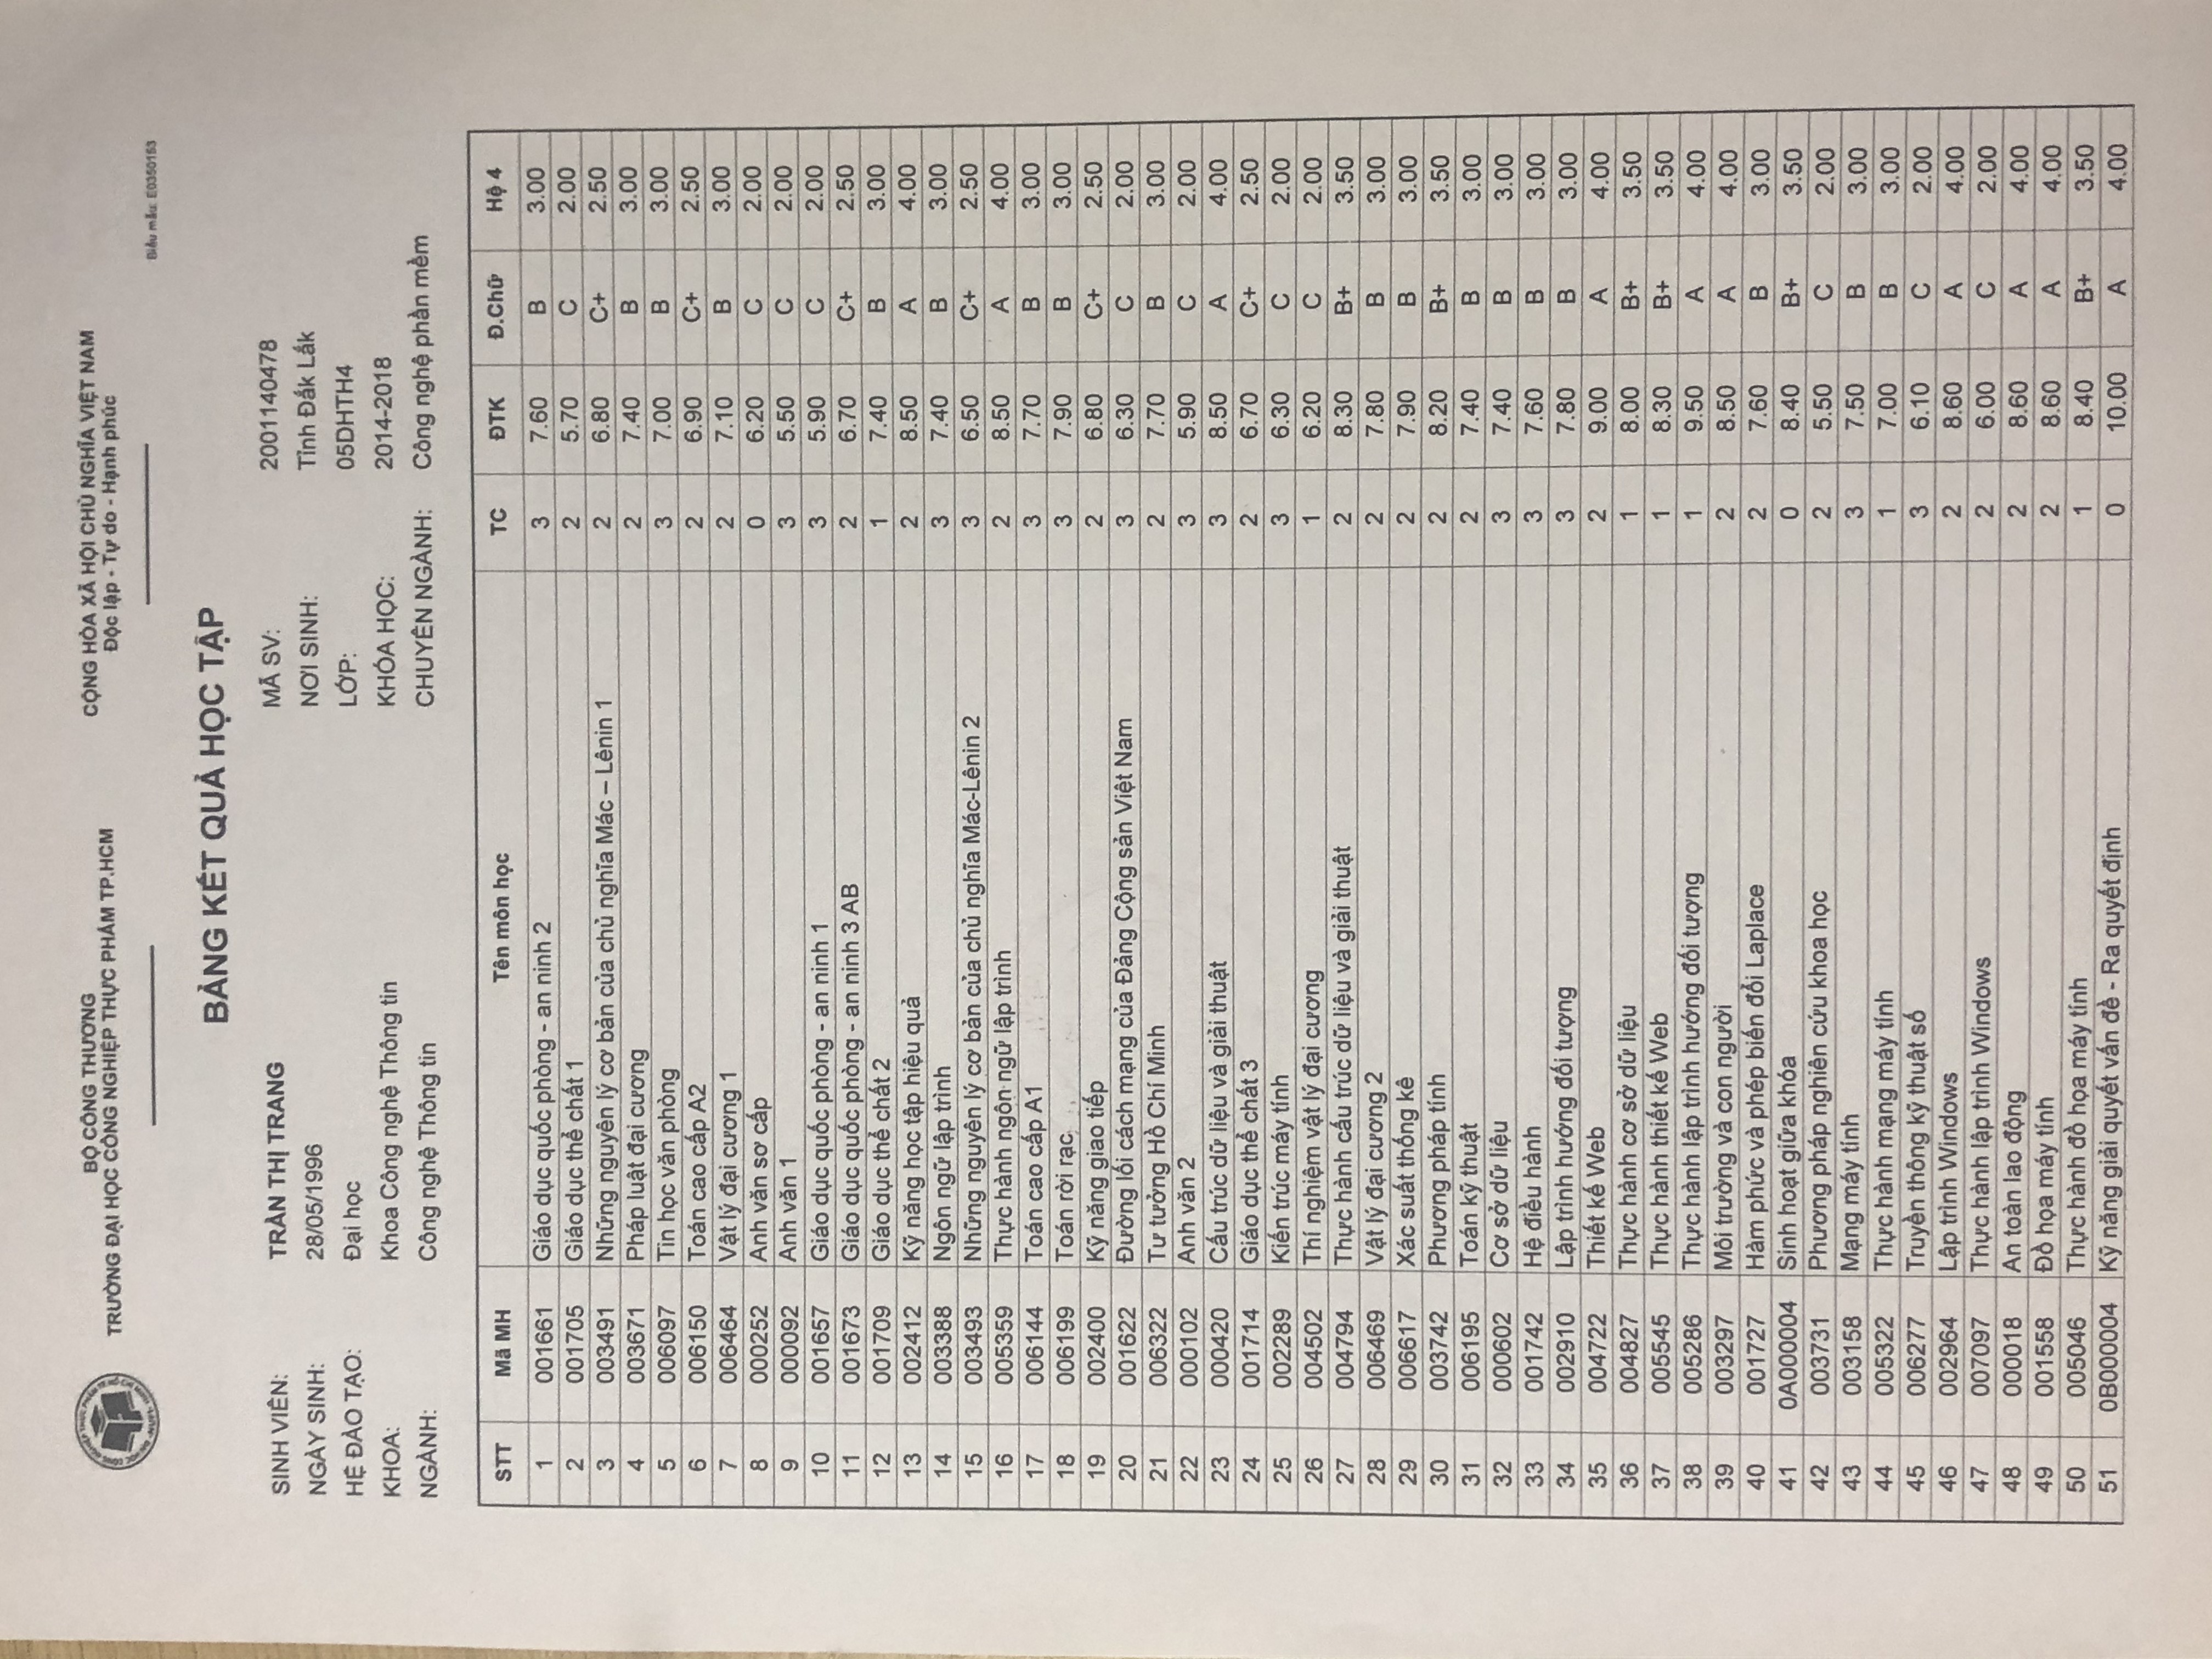 BỘ CÔNG THƯƠNG
TRƯỜNG ĐẠI HỌC CÔNG NGHIỆP THỰC PHẨM TP.HCM
CỘNG HÒA XÃ HỘI CHỦ NGHĨA VIỆT NAM
Độc lập - Tự do - Hạnh phúc
Biểu mẫu: E0350153
BẢNG KẾT QUẢ HỌC TẬP
SINH VIÊN: TRẦN THỊ TRANG MÃ SV: 2001140478
NGÀY SINH: 28/05/1996 NƠI SINH: Tỉnh Đắk Lắk
HỆ ĐÀO TẠO: Đại học LỚP: 05DHTH4
KHOA: Khoa Công nghệ Thông tin KHÓA HỌC: 2014-2018
NGÀNH: Công nghệ Thông tin CHUYÊN NGÀNH: Công nghệ phần mềm
STT Mã MH Tên môn học TC ĐTK Đ.Chữ Hệ 4
1 001661 Giáo dục quốc phòng - an ninh 2 3 7.60 B 3.00
2 001705 Giáo dục thể chất 1 2 5.70 C 2.00
3 003491 Những nguyên lý cơ bản của chủ nghĩa Mác – Lênin 1 2 6.80 C+ 2.50
4 003671 Pháp luật đại cương 2 7.40 B 3.00
5 006097 Tin học văn phòng 3 7.00 B 3.00
6 006150 Toán cao cấp A2 2 6.90 C+ 2.50
7 006464 Vật lý đại cương 1 2 7.10 B 3.00
8 000252 Anh văn sơ cấp 0 6.20 C 2.00
9 000092 Anh văn 1 3 5.50 C 2.00
10 001657 Giáo dục quốc phòng - an ninh 1 3 5.90 C 2.00
11 001673 Giáo dục quốc phòng - an ninh 3 AB 2 6.70 C+ 2.50
12 001709 Giáo dục thể chất 2 1 7.40 B 3.00
13 002412 Kỹ năng học tập hiệu quả 2 8.50 A 4.00
14 003388 Ngôn ngữ lập trình 3 7.40 B 3.00
15 003493 Những nguyên lý cơ bản của chủ nghĩa Mác-Lênin 2 3 6.50 C+ 2.50
16 005359 Thực hành ngôn ngữ lập trình 2 8.50 A 4.00
17 006144 Toán cao cấp A1 3 7.70 B 3.00
18 006199 Toán rời rạc 3 7.90 B 3.00
19 002400 Kỹ năng giao tiếp 2 6.80 C+ 2.50
20 001622 Đường lối cách mạng của Đảng Cộng sản Việt Nam 3 6.30 C 2.00
21 006322 Tư tưởng Hồ Chí Minh 2 7.70 B 3.00
22 000102 Anh văn 2 3 5.90 C 2.00
23 000420 Cấu trúc dữ liệu và giải thuật 3 8.50 A 4.00
24 001714 Giáo dục thể chất 3 2 6.70 C+ 2.50
25 002289 Kiến trúc máy tính 3 6.30 C 2.00
26 004502 Thí nghiệm vật lý đại cương 1 6.20 C 2.00
27 004794 Thực hành cấu trúc dữ liệu và giải thuật 2 8.30 B+ 3.50
28 006469 Vật lý đại cương 2 2 7.80 B 3.00
29 006617 Xác suất thống kê 2 7.90 B 3.00
30 003742 Phương pháp tính 2 8.20 B+ 3.50
31 006195 Toán kỹ thuật 2 7.40 B 3.00
32 000602 Cơ sở dữ liệu 3 7.40 B 3.00
33 001742 Hệ điều hành 3 7.60 B 3.00
34 002910 Lập trình hướng đối tượng 3 7.80 B 3.00
35 004722 Thiết kế Web 2 9.00 A 4.00
36 004827 Thực hành cơ sở dữ liệu 1 8.00 B+ 3.50
37 005545 Thực hành thiết kế Web 1 8.30 B+ 3.50
38 005286 Thực hành lập trình hướng đối tượng 1 9.50 A 4.00
39 003297 Môi trường và con người 2 8.50 A 4.00
40 001727 Hàm phức và phép biến đổi Laplace 2 7.60 B 3.00
41 0A000004 Sinh hoạt giữa khóa 0 8.40 B+ 3.50
42 003731 Phương pháp nghiên cứu khoa học 2 5.50 C 2.00
43 003158 Mạng máy tính 3 7.50 B 3.00
44 005322 Thực hành mạng máy tính 1 7.00 B 3.00
45 006277 Truyền thông kỹ thuật số 3 6.10 C 2.00
46 002964 Lập trình Windows 2 8.60 A 4.00
47 007097 Thực hành lập trình Windows 2 6.00 C 2.00
48 000018 An toàn lao động 2 8.60 A 4.00
49 001558 Đồ họa máy tính 2 8.60 A 4.00
50 005046 Thực hành đồ họa máy tính 1 8.40 B+ 3.50
51 0B000004 Kỹ năng giải quyết vấn đề - Ra quyết định 0 10.00 A 4.00